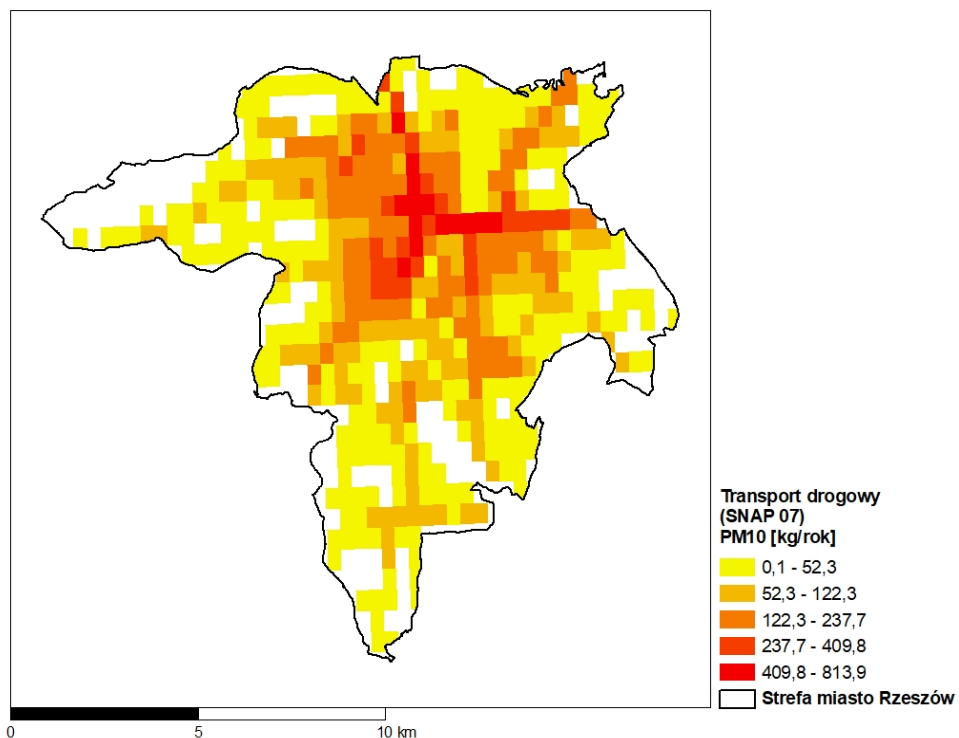 Transport drogowy
(SNAP 07)
PM10 [kg/rok]
0,1 - 52,3
52,3 - 122,3
122,3 - 237,7
237,7 - 409,8
409,8 - 813,9
Strefa miasto Rzeszów
0 5 10 km